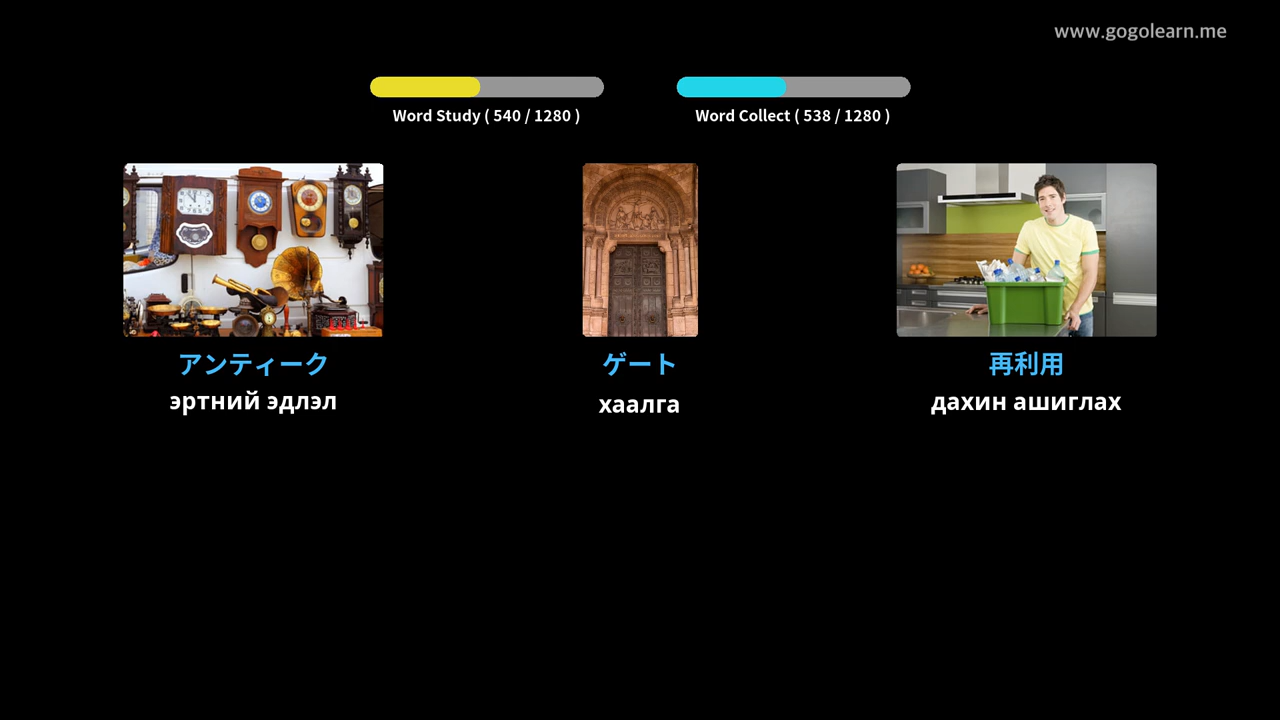 www.gogolearn.me
Word Study ( 540 / 1280 )
Word Collect ( 538 / 1280 )
アンティーク
эртний эдлэл
ゲート
хаалга
再利用
дахин ашиглах